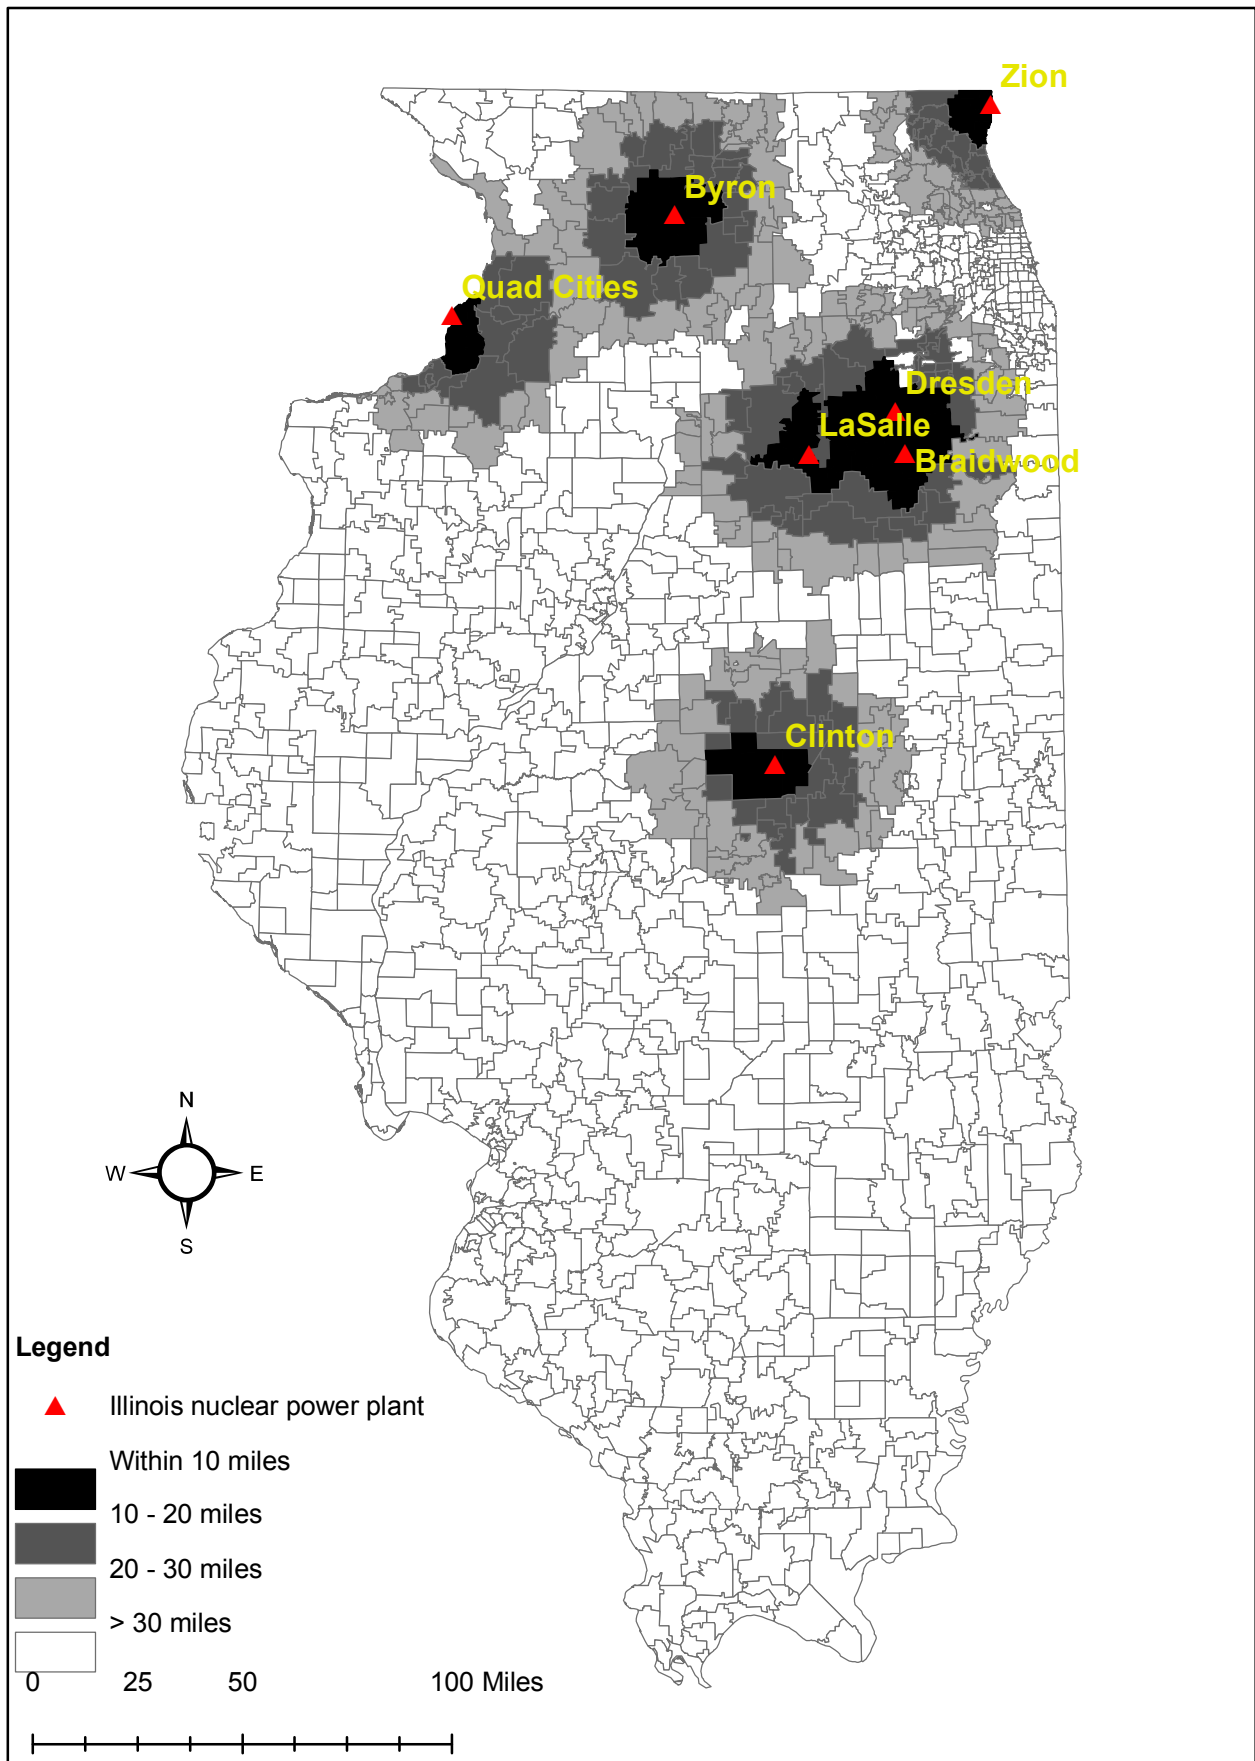 Zion
Byron
Quad Cities
Dresden
LaSalle
Braidwood
Clinton
N
W E
S
Legend
Illinois nuclear power plant
Within 10 miles
10 - 20 miles
20 - 30 miles
> 30 miles
0 25 50 100 Miles